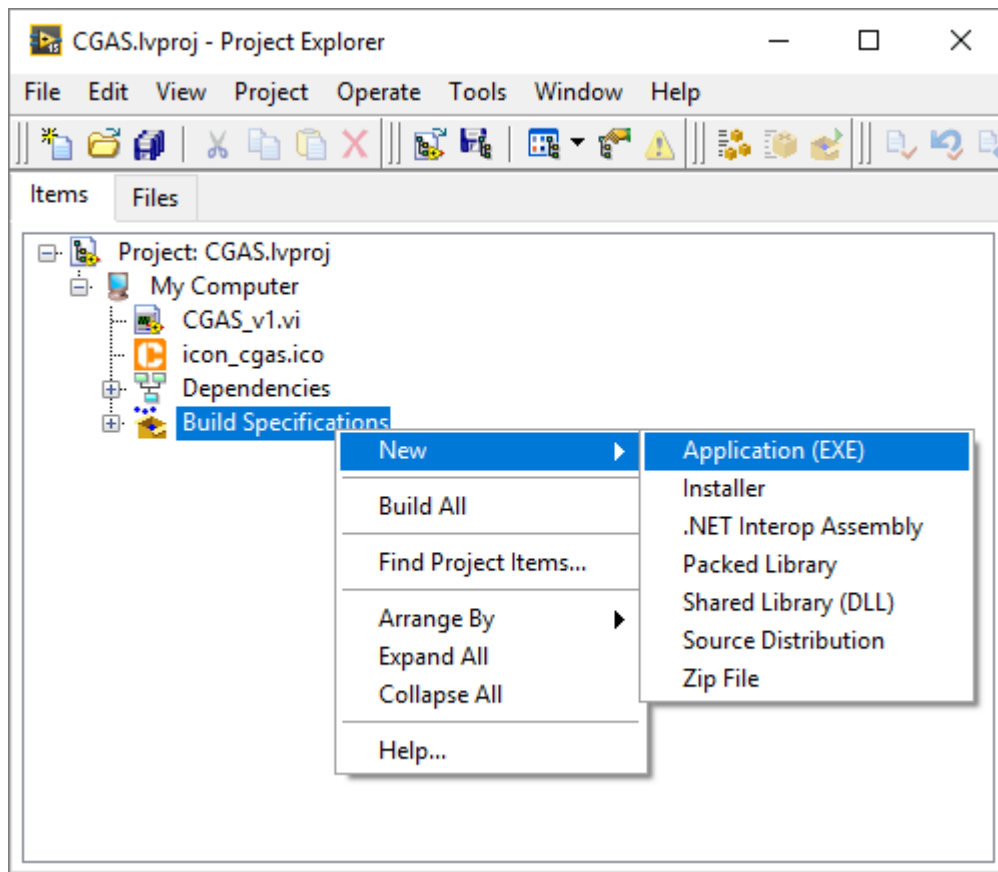 CGAS.lvproj - Project Explorer
File Edit View Project Operate Tools Window Help
Items Files
Project: CGAS.lvproj
My Computer
CGAS_v1.vi
icon_cgas.ico
Dependencies
Build Specifications
New
Build All
Find Project Items...
Arrange By
Expand All
Collapse All
Help...
Application (EXE)
Installer
.NET Interop Assembly
Packed Library
Shared Library (DLL)
Source Distribution
Zip File